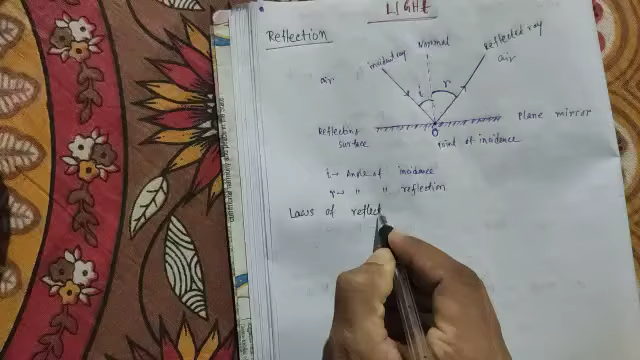 LIGHT
Reflection
Normal
incident ray
Reflected ray
air
air
i
r
Reflecting surface
O
Plane mirror
Point of incidence
i → Angle of incidence
r → " " reflection
Laws of reflect